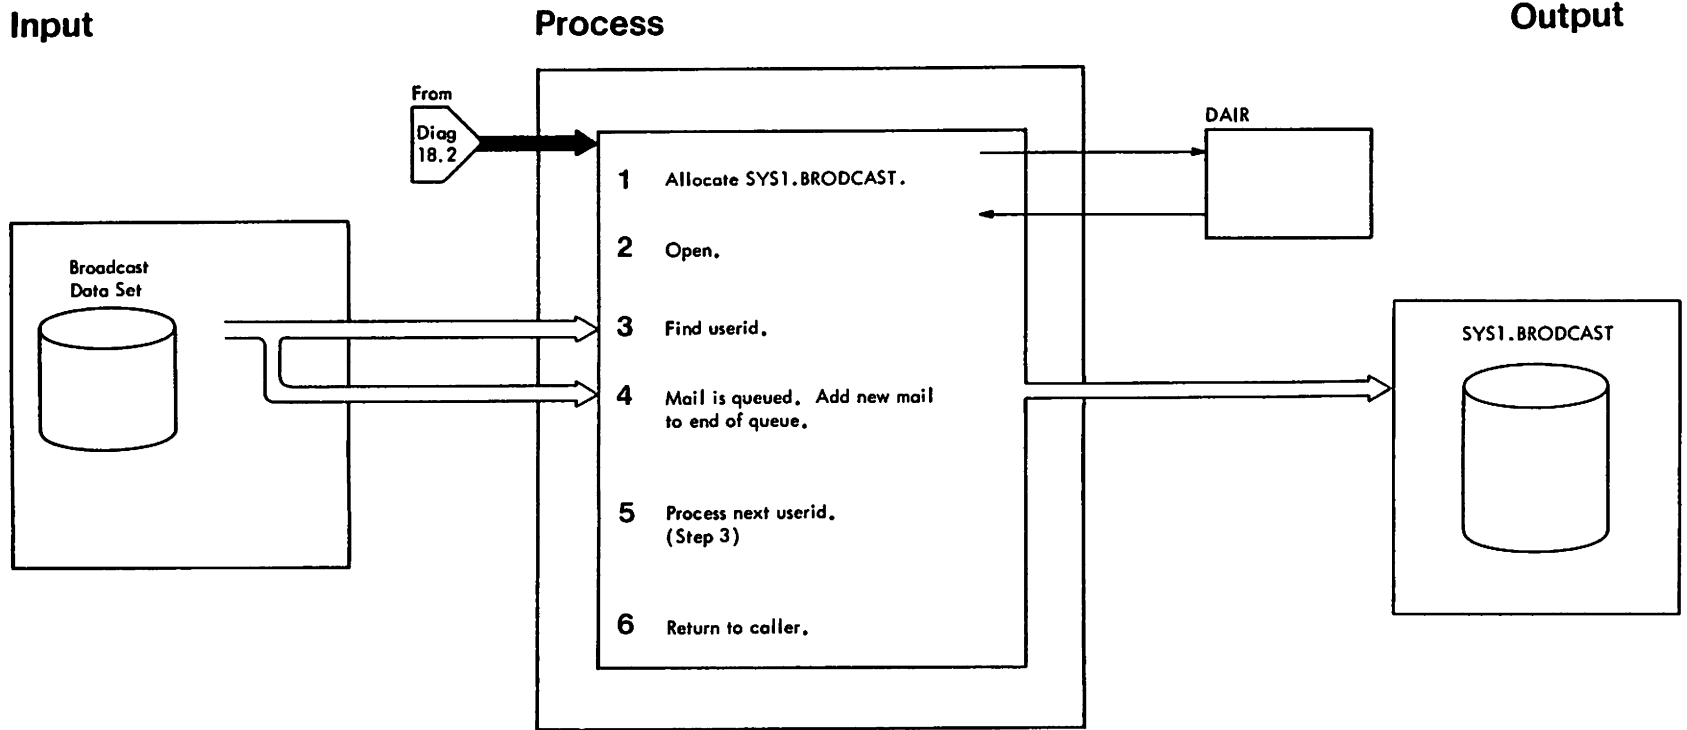 Input
Process
Output
From
Diag
18.2
DAIR
1 Allocate SYS1.BRODCAST.
2 Open.
Broadcast
Data Set
3 Find userid.
SYS1.BRODCAST
4 Mail is queued. Add new mail
to end of queue.
5 Process next userid.
(Step 3)
6 Return to caller.